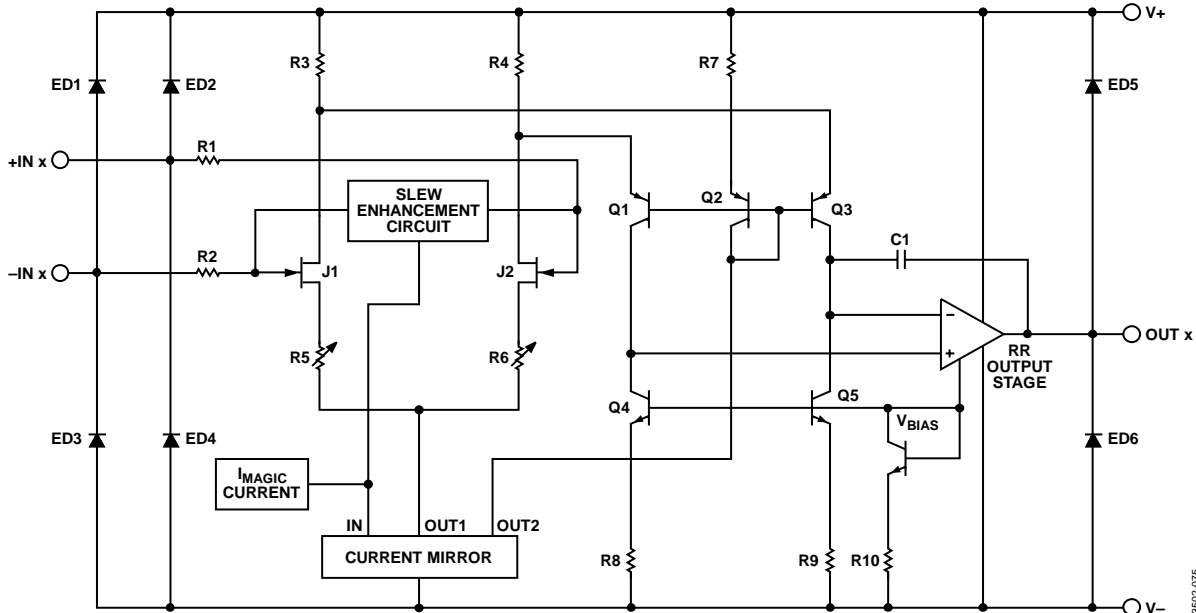 V+
R3
R4
R7
ED1
ED2
ED5
R1
+IN x
SLEW
ENHANCEMENT
CIRCUIT
Q1
Q2
Q3
C1
R2
–IN x
J1
J2
–
+
OUT x
RR
OUTPUT
STAGE
R5
R6
Q4
Q5
VBIAS
ED3
ED4
ED6
IMAGIC
CURRENT
IN
OUT1
OUT2
CURRENT MIRROR
R8
R9
R10
V–